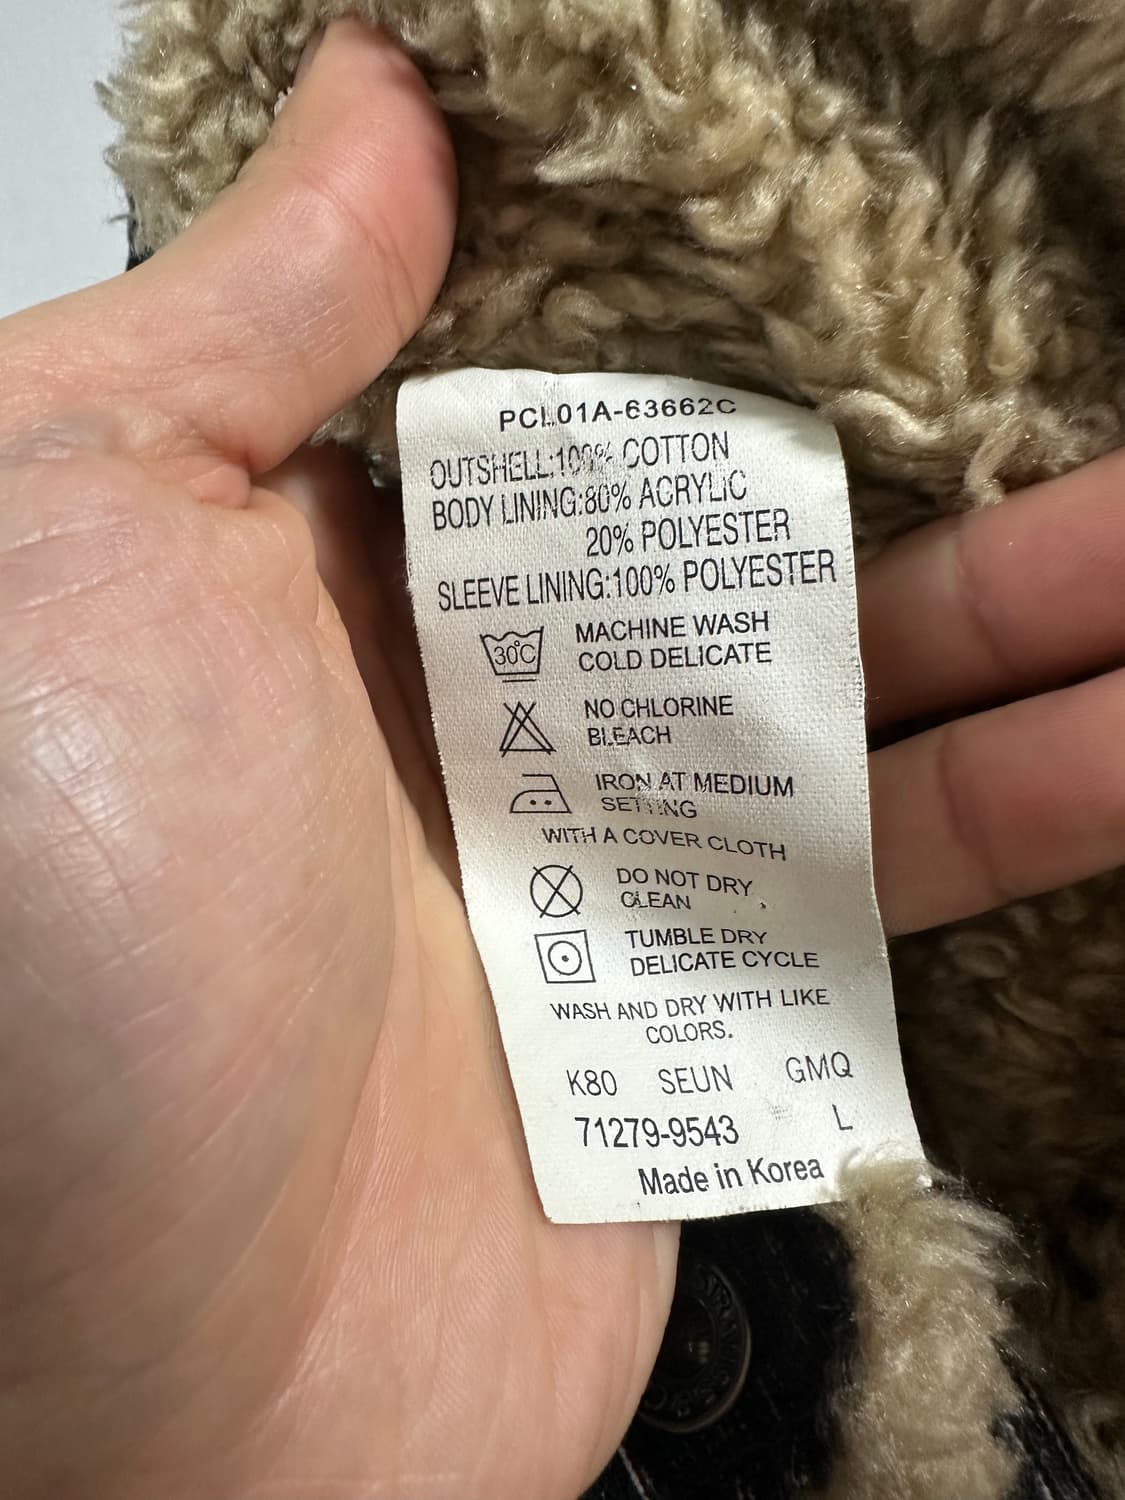 PCL01A-63662C
OUTSHELL:100% COTTON
BODY LINING:80% ACRYLIC
20% POLYESTER
SLEEVE LINING:100% POLYESTER
30°C
MACHINE WASH
COLD DELICATE
NO CHLORINE
BLEACH
IRON AT MEDIUM
SETTING
WITH A COVER CLOTH
DO NOT DRY
CLEAN
TUMBLE DRY
DELICATE CYCLE
WASH AND DRY WITH LIKE
COLORS.
K80 SEUN GMQ
71279-9543 L
Made in Korea